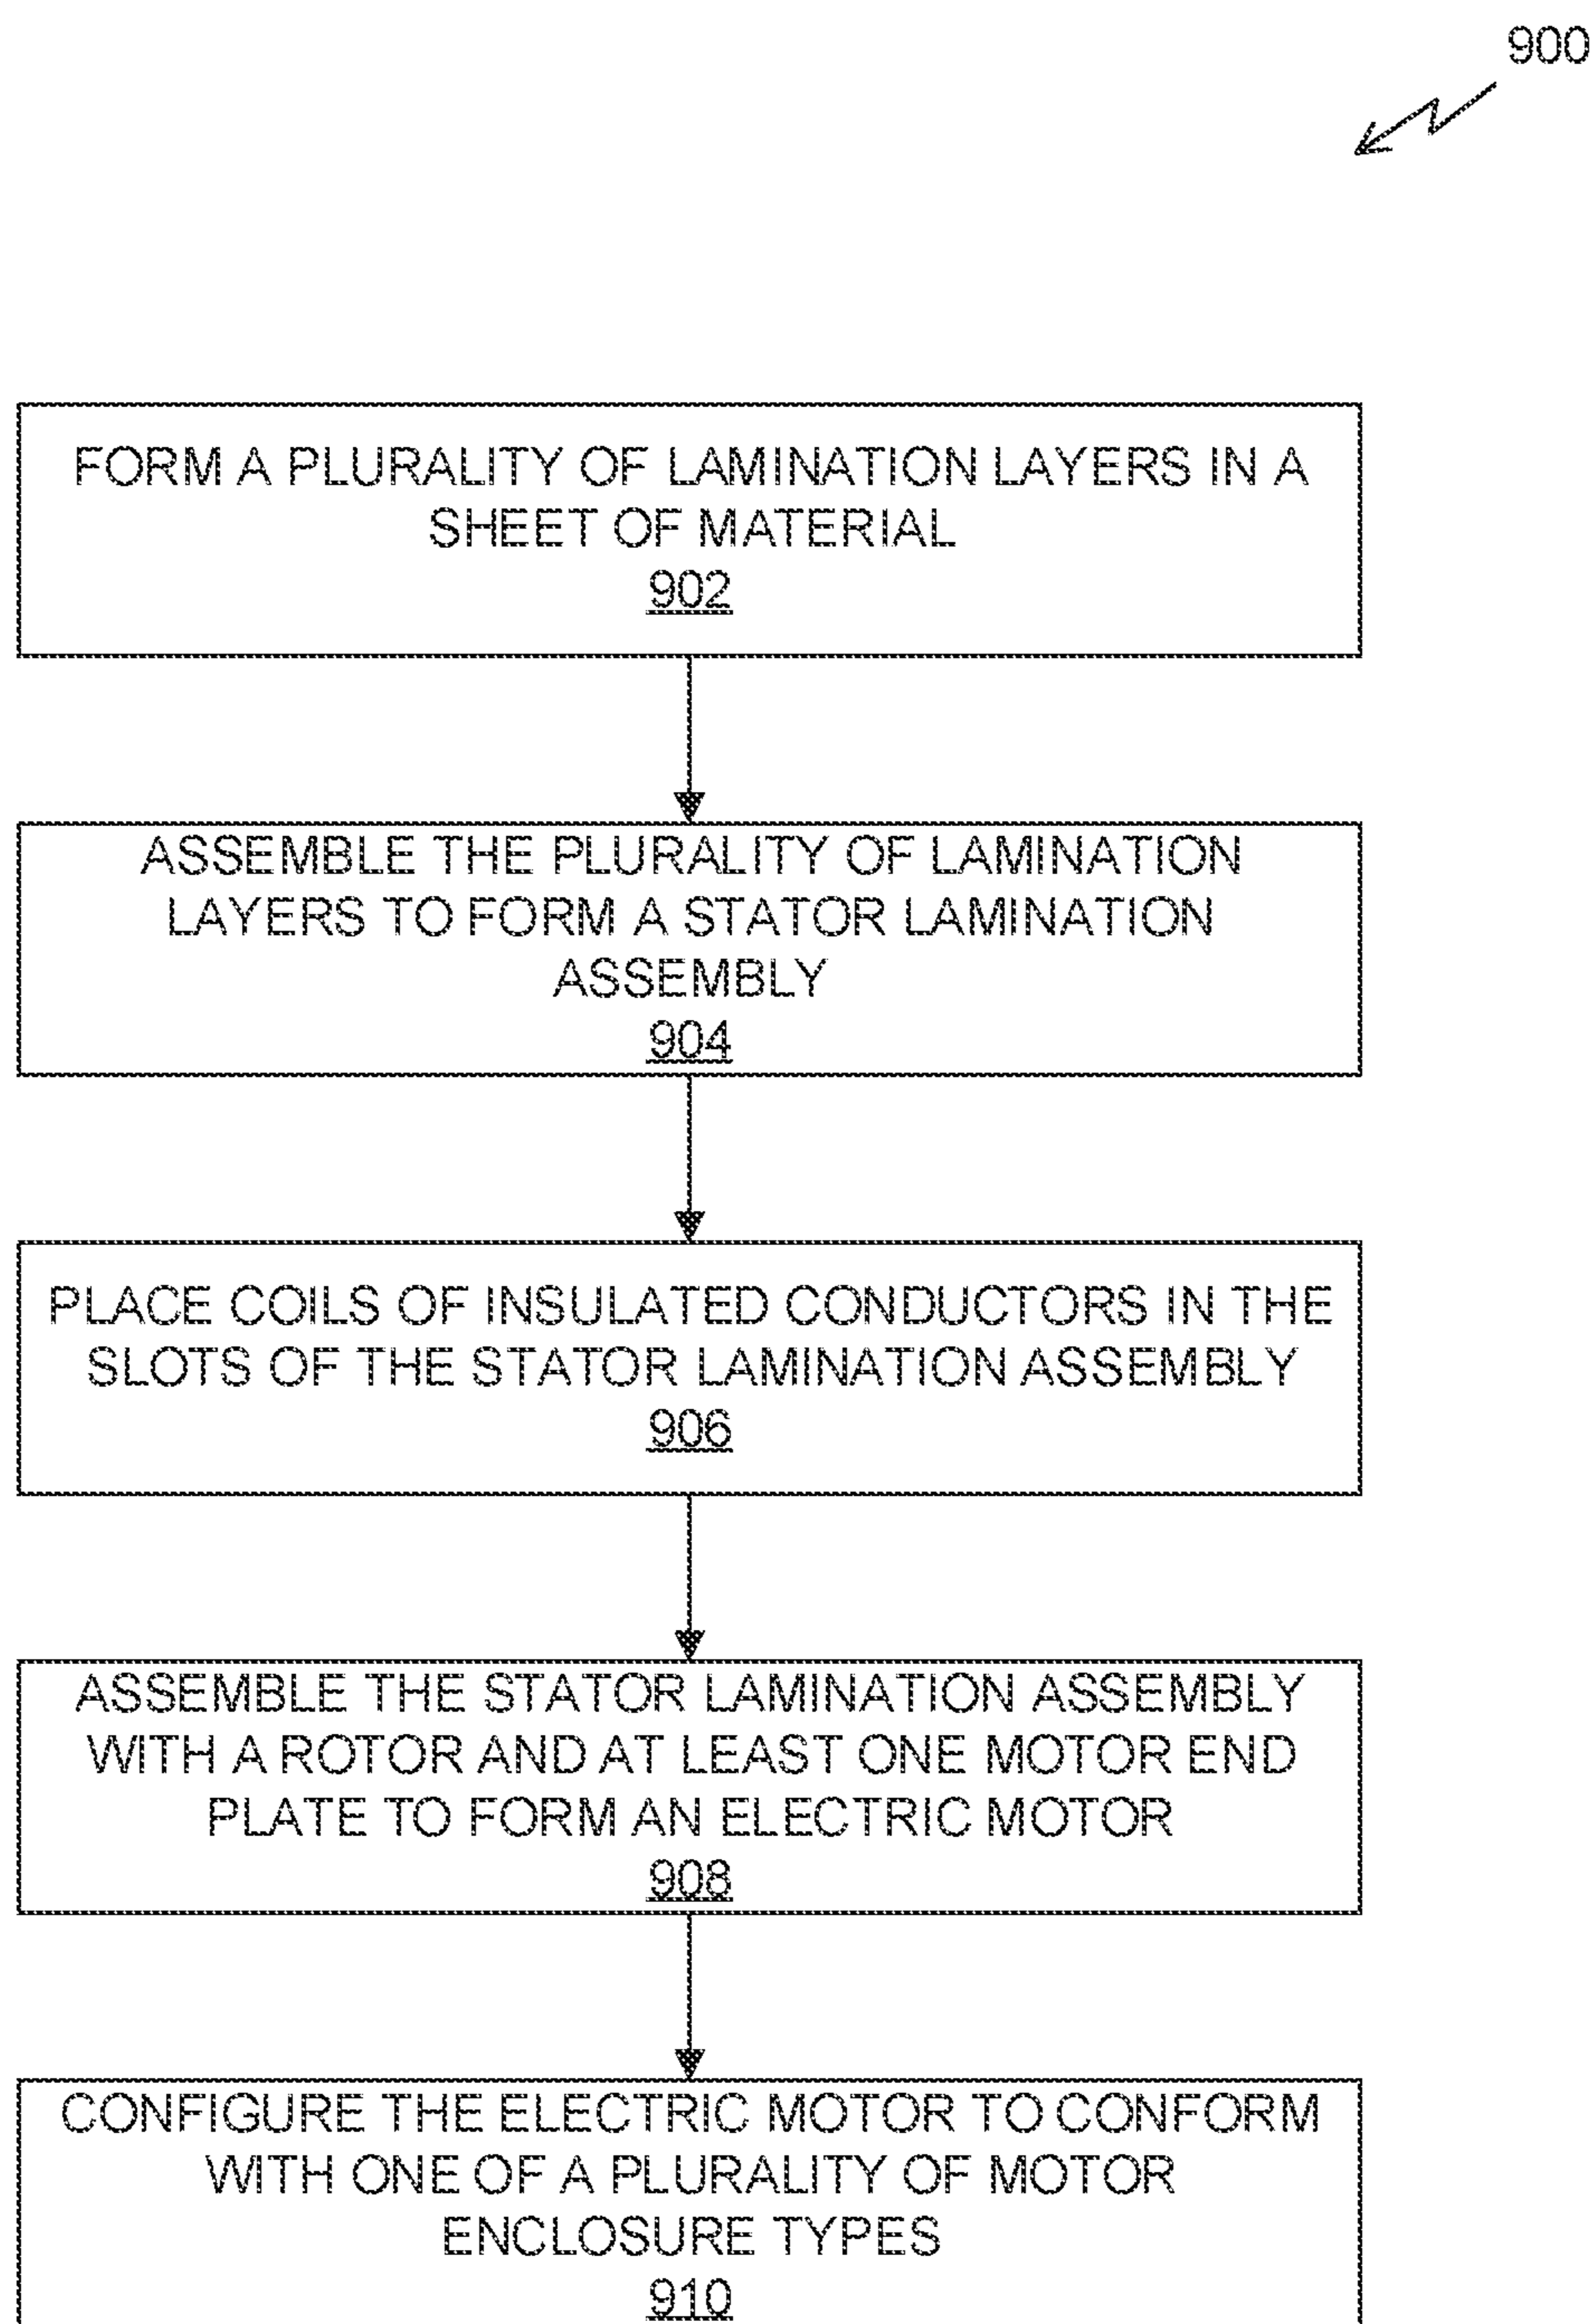 900
FORM A PLURALITY OF LAMINATION LAYERS IN A
SHEET OF MATERIAL
902
ASSEMBLE THE PLURALITY OF LAMINATION
LAYERS TO FORM A STATOR LAMINATION
ASSEMBLY
904
PLACE COILS OF INSULATED CONDUCTORS IN THE
SLOTS OF THE STATOR LAMINATION ASSEMBLY
906
ASSEMBLE THE STATOR LAMINATION ASSEMBLY
WITH A ROTOR AND AT LEAST ONE MOTOR END
PLATE TO FORM AN ELECTRIC MOTOR
908
CONFIGURE THE ELECTRIC MOTOR TO CONFORM
WITH ONE OF A PLURALITY OF MOTOR
ENCLOSURE TYPES
910